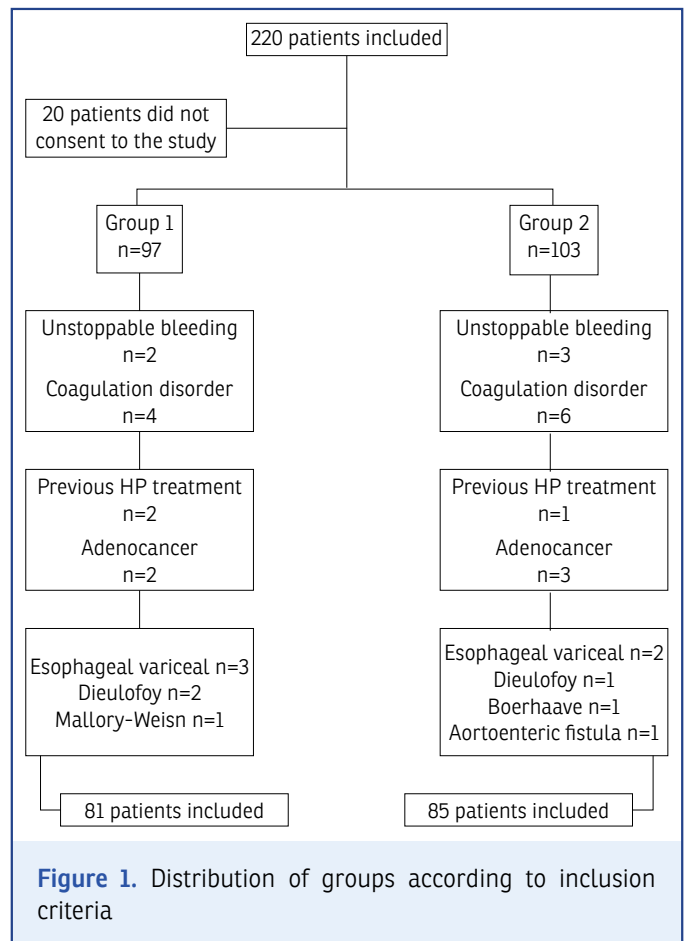 220 patients included
20 patients did not
consent to the study
Group 1
n=97
Group 2
n=103
Unstoppable bleeding
n=2
Coagulation disorder
n=4
Unstoppable bleeding
n=3
Coagulation disorder
n=6
Previous HP treatment
n=2
Adenocancer
n=2
Previous HP treatment
n=1
Adenocancer
n=3
Esophageal variceal n=3
Dieulofoy n=2
Mallory-Weisn n=1
Esophageal variceal n=2
Dieulofoy n=1
Boerhaave n=1
Aortoenteric fistula n=1
81 patients included
85 patients included
Figure 1. Distribution of groups according to inclusion
criteria